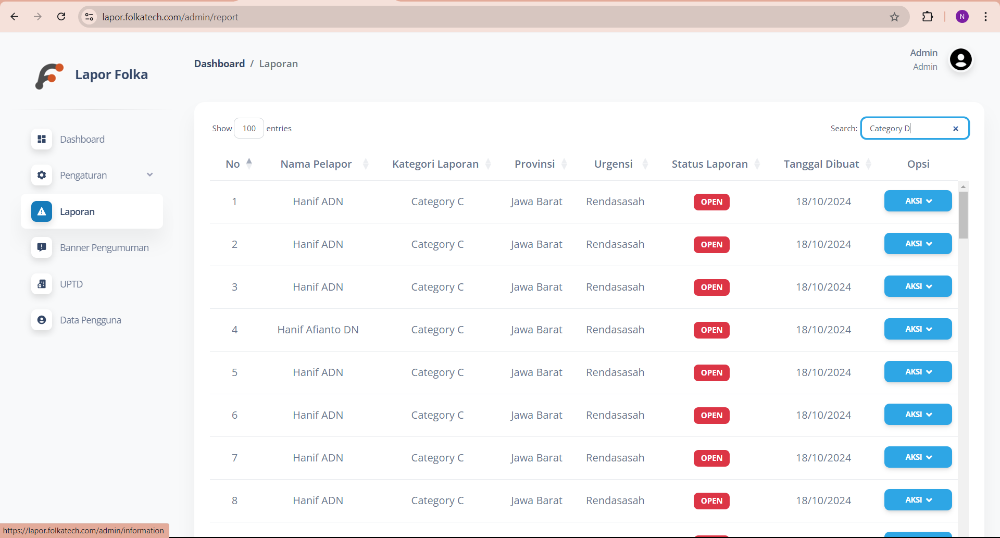 lapor.folkatech.com/admin/report
N
Lapor Folka
Dashboard
Pengaturan
Laporan
Banner Pengumuman
UPTD
Data Pengguna
Dashboard / Laporan
Admin
Admin
Show 100 entries
Search: Category D
No Nama Pelapor Kategori Laporan Provinsi Urgensi Status Laporan Tanggal Dibuat Opsi
1 Hanif ADN Category C Jawa Barat Rendasasah OPEN 18/10/2024 AKSI
2 Hanif ADN Category C Jawa Barat Rendasasah OPEN 18/10/2024 AKSI
3 Hanif ADN Category C Jawa Barat Rendasasah OPEN 18/10/2024 AKSI
4 Hanif Afianto DN Category C Jawa Barat Rendasasah OPEN 18/10/2024 AKSI
5 Hanif ADN Category C Jawa Barat Rendasasah OPEN 18/10/2024 AKSI
6 Hanif ADN Category C Jawa Barat Rendasasah OPEN 18/10/2024 AKSI
7 Hanif ADN Category C Jawa Barat Rendasasah OPEN 18/10/2024 AKSI
8 Hanif ADN Category C Jawa Barat Rendasasah OPEN 18/10/2024 AKSI
https://lapor.folkatech.com/admin/information